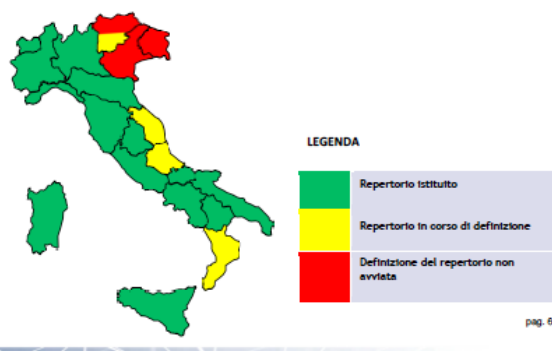 LEGENDA
Repertorio istituito
Repertorio in corso di definizione
Definizione del repertorio non
avviata
pag. 6